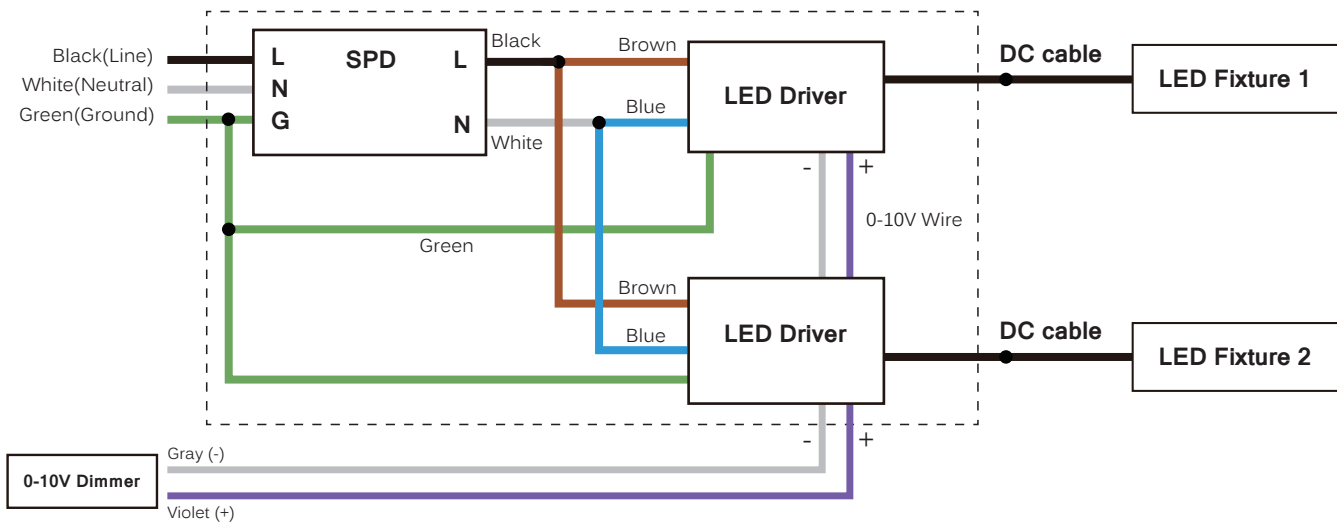 Black(Line)
White(Neutral)
Green(Ground)
L
N
G
SPD
L
N
Black
White
Brown
Blue
LED Driver
DC cable
LED Fixture 1
-
+
0-10V Wire
Green
Brown
Blue
LED Driver
DC cable
LED Fixture 2
-
+
0-10V Dimmer
Gray (-)
Violet (+)